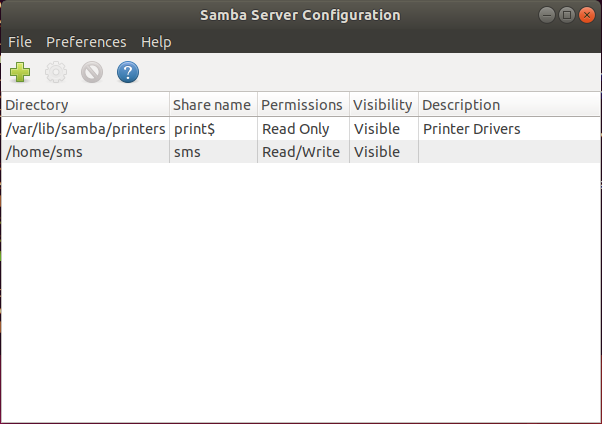 Samba Server Configuration
File Preferences Help
Directory Share name Permissions Visibility Description
/var/lib/samba/printers print$ Read Only Visible Printer Drivers
/home/sms sms Read/Write Visible